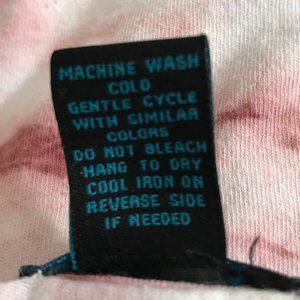 MACHINE WASH
COLD
GENTLE CYCLE
WITH SIMILAR
COLORS
DO NOT BLEACH
HANG TO DRY
COOL IRON ON
REVERSE SIDE
IF NEEDED